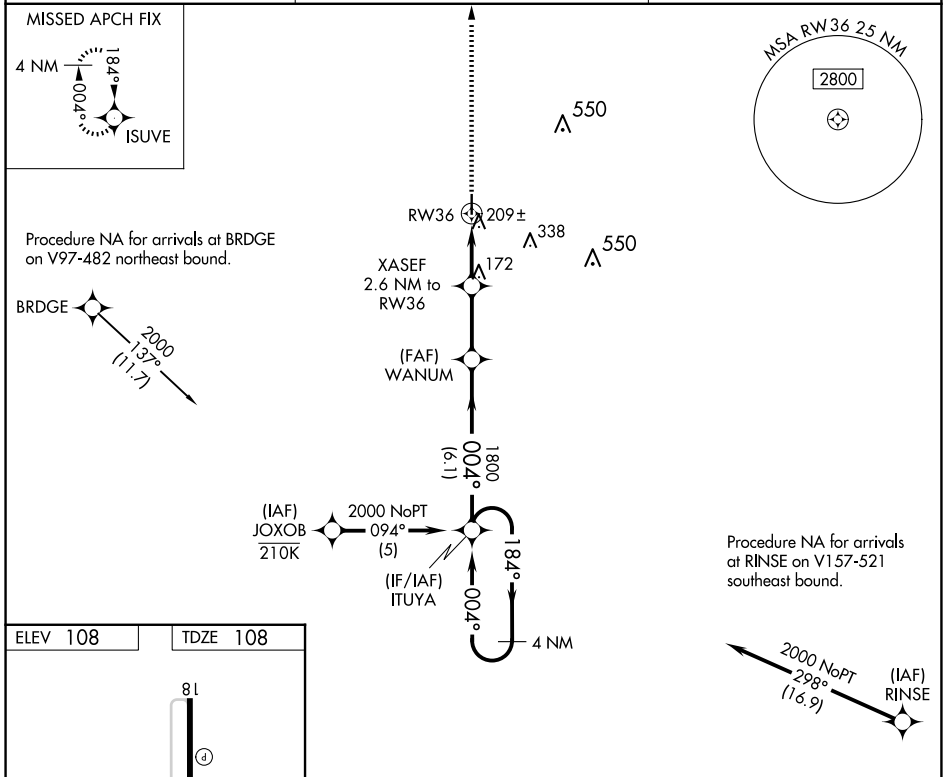 MISSED APCH FIX
4 NM
184°
004°
ISUVE
MSA RW36 25 NM
2800
550
RW36
209±
338
550
172
XASEF
2.6 NM to
RW36
Procedure NA for arrivals at BRDGE
on V97-482 northeast bound.
BRDGE
2000
137°
(11.7)
(FAF)
WANUM
1800
004°
(6.1)
(IAF)
JOXOB
210K
2000 NoPT
094°
(5)
(IF/IAF)
ITUYA
184°
004°
4 NM
Procedure NA for arrivals
at RINSE on V157-521
southeast bound.
2000 NoPT
298°
(16.9)
(IAF)
RINSE
ELEV 108
TDZE 108
18
P